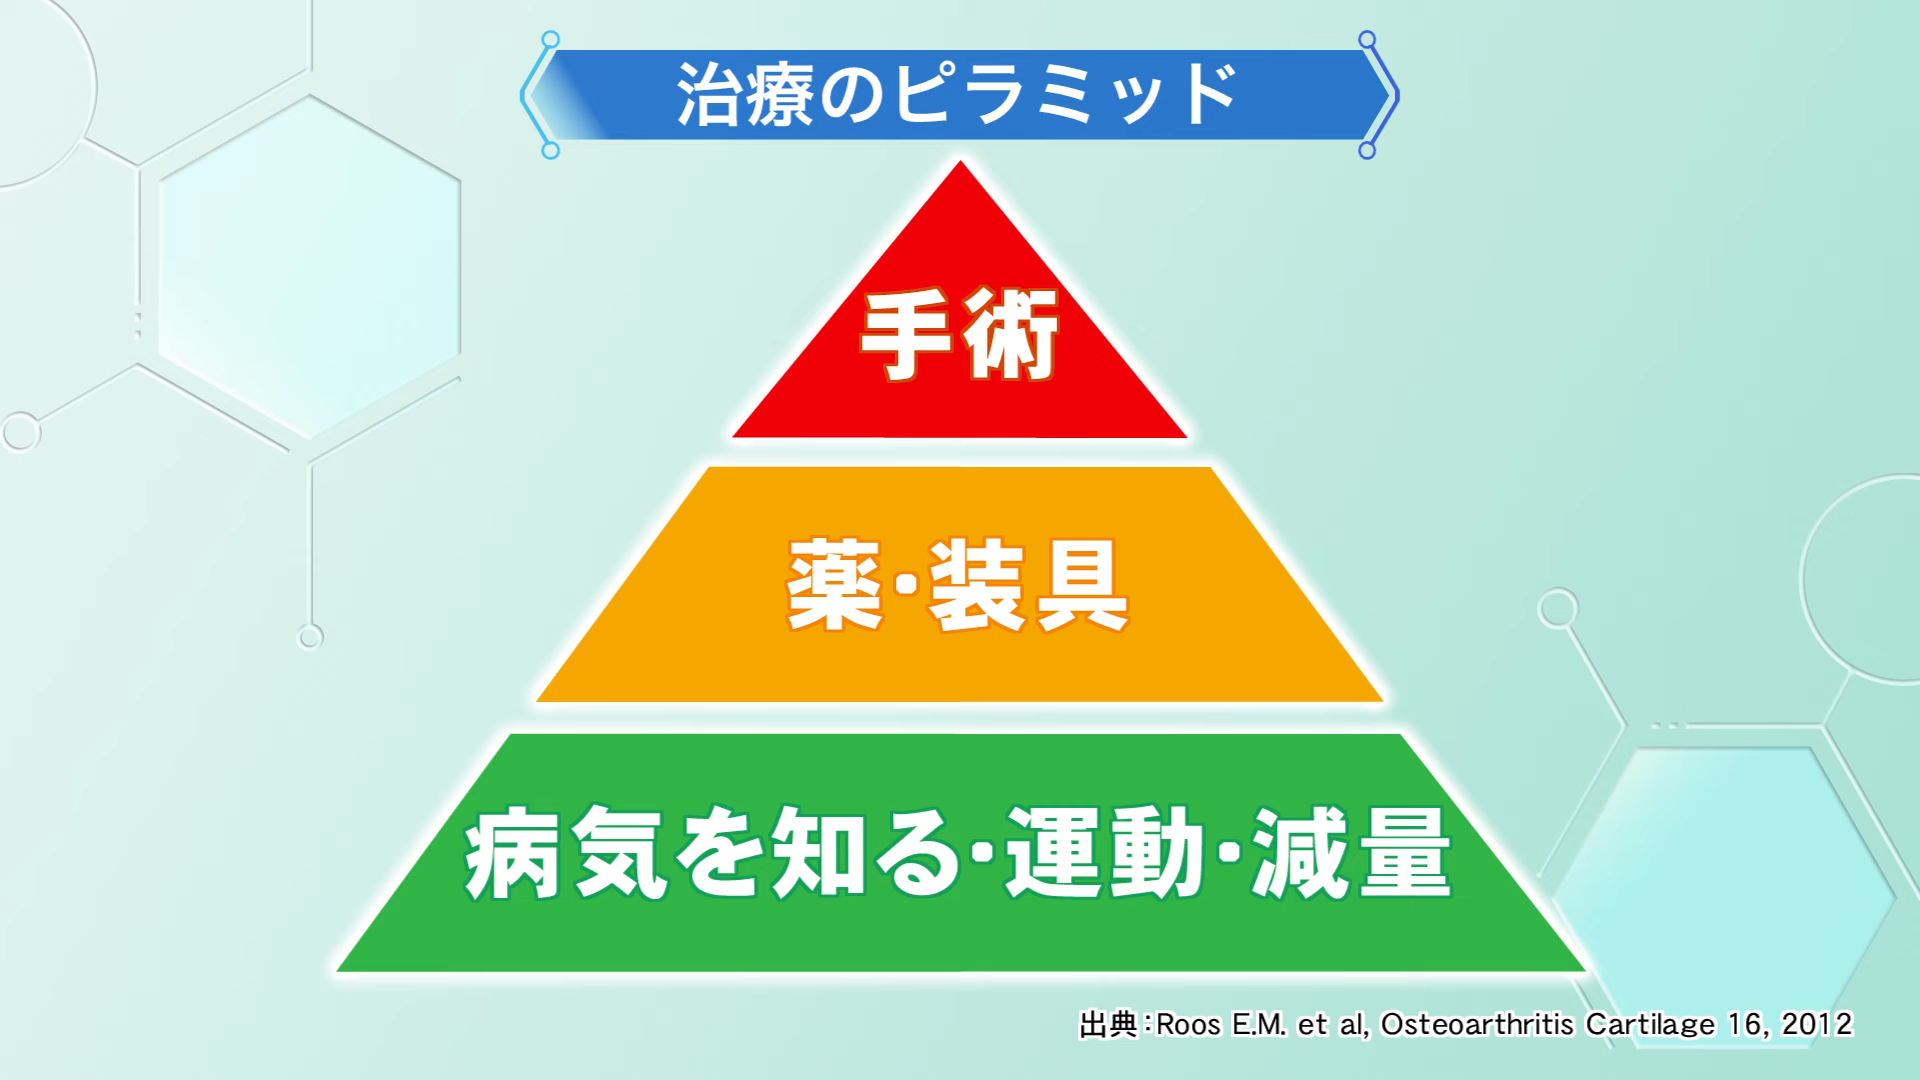 治療のピラミッド
手術
薬・装具
病気を知る・運動・減量
出典：Roos E.M. et al, Osteoarthritis Cartilage 16, 2012